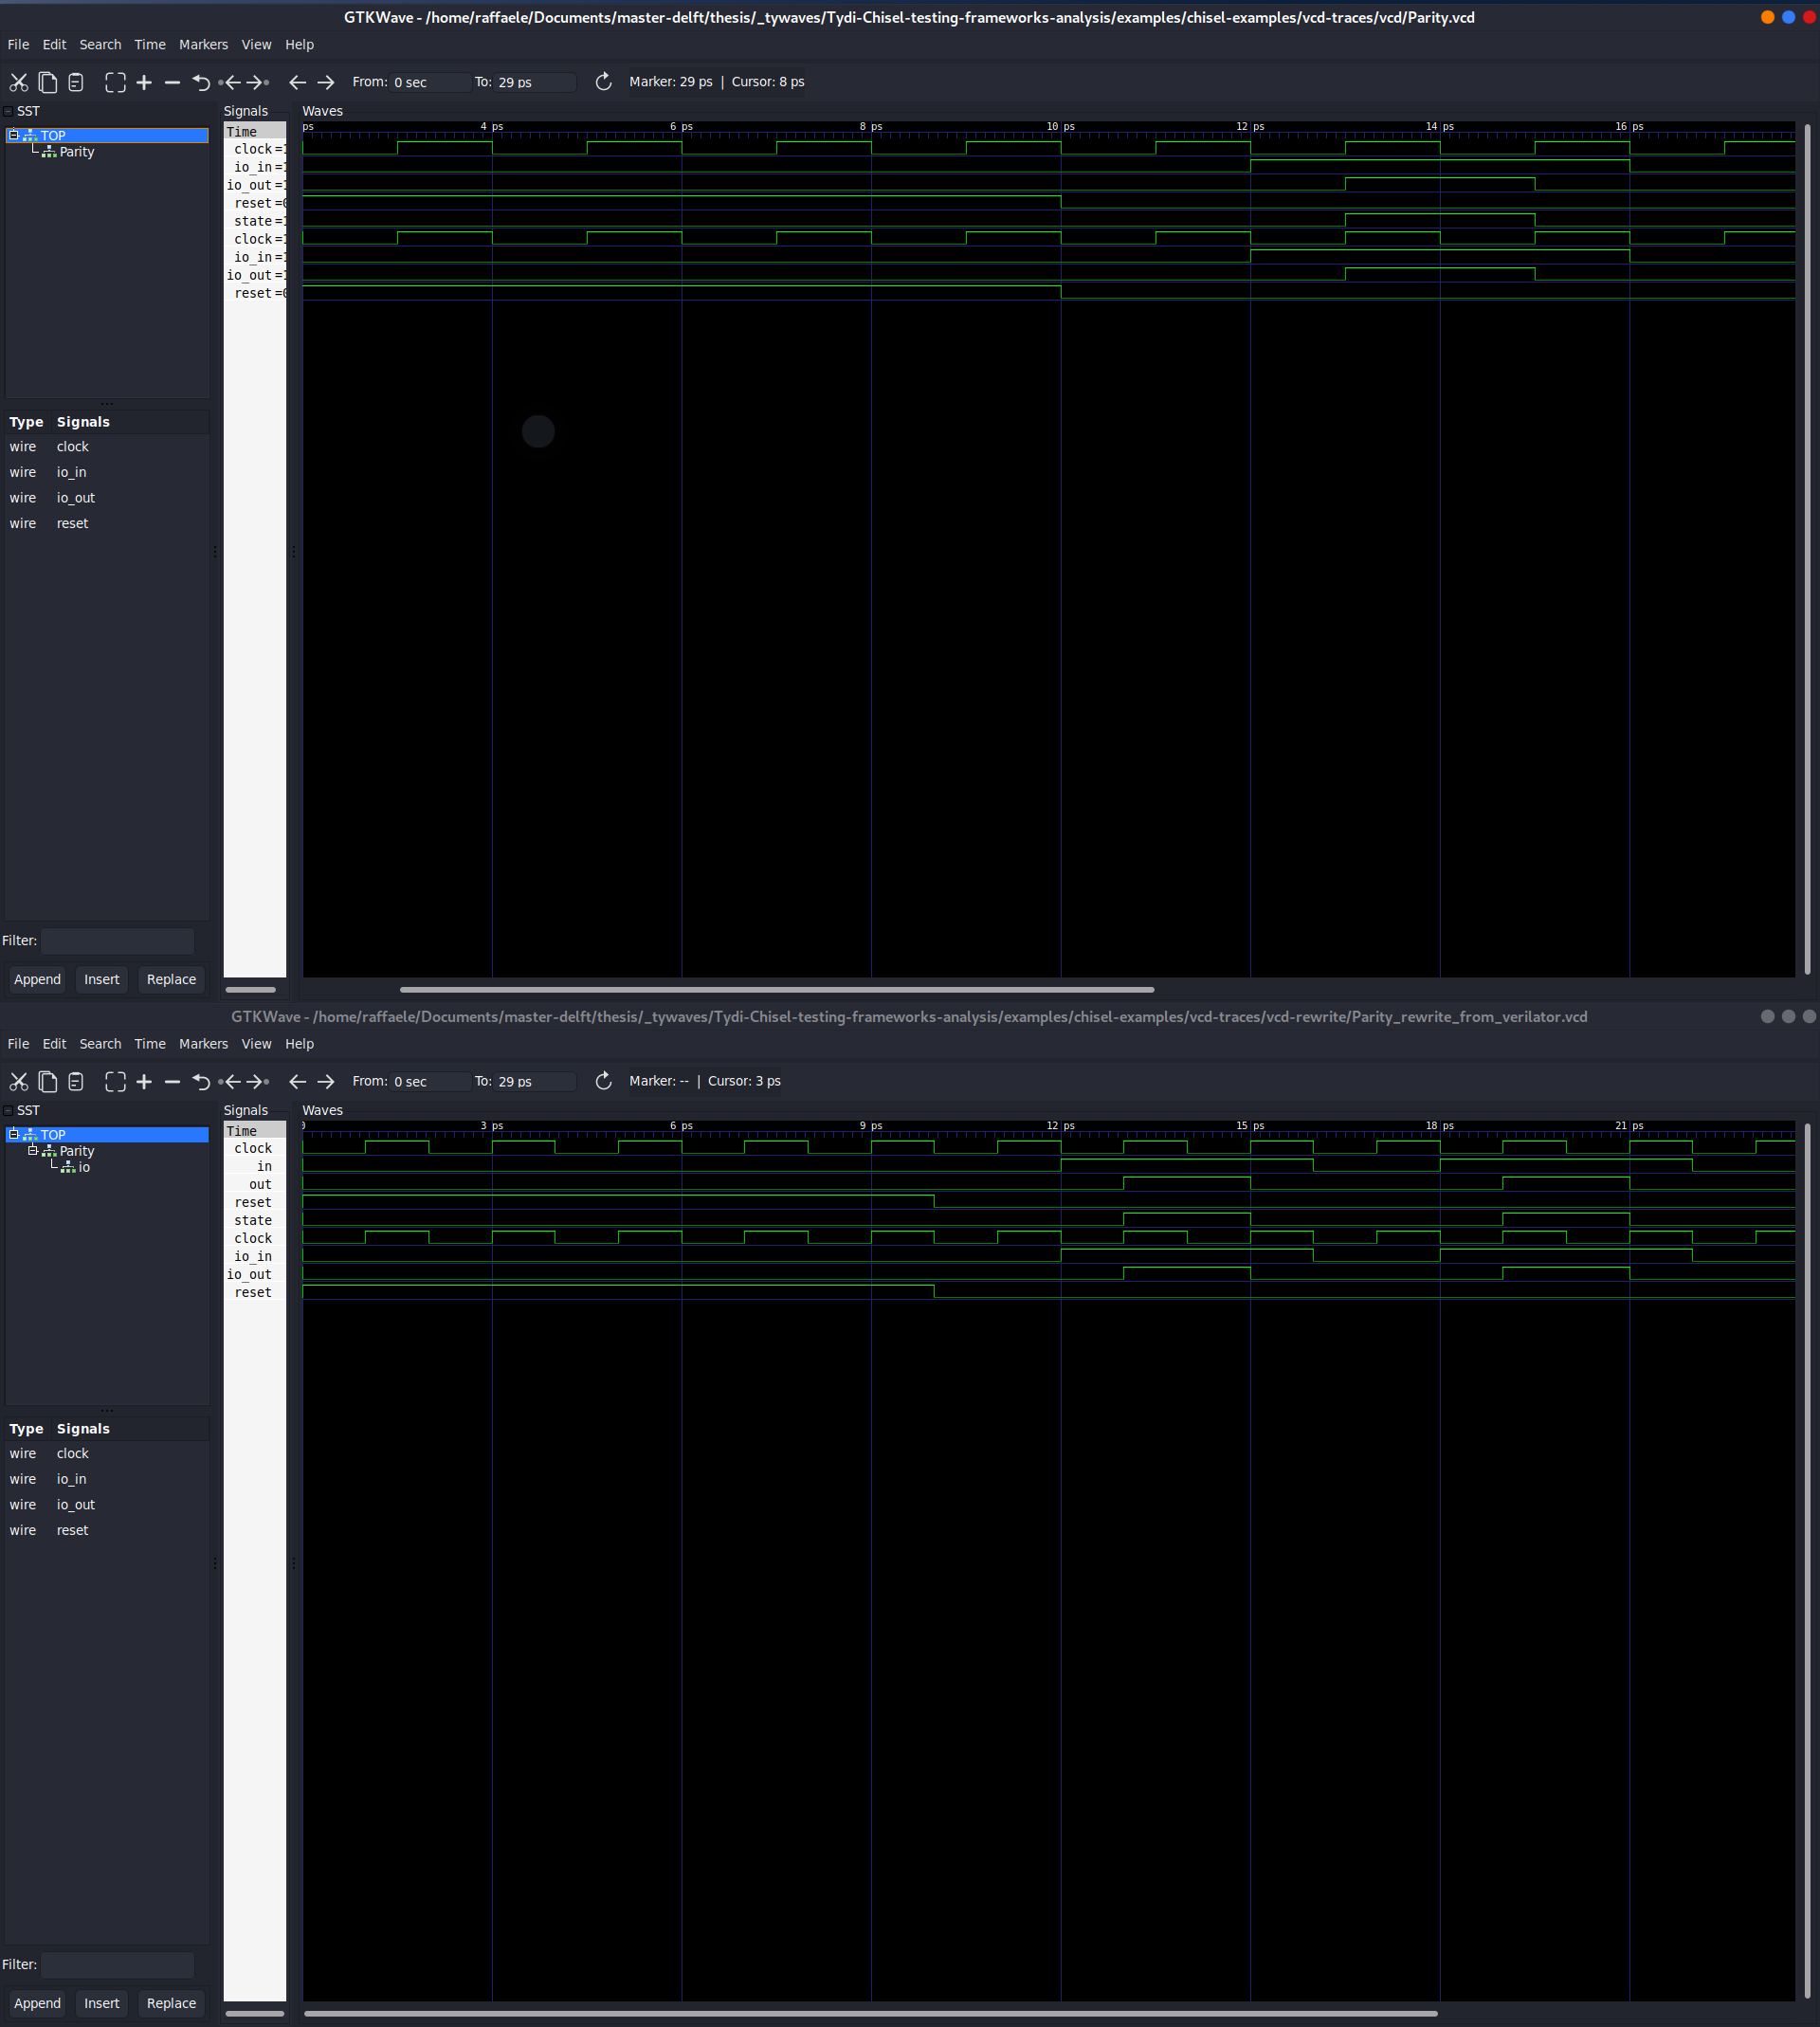 GTKWave - /home/raffaele/Documents/master-delft/thesis/_tywaves/Tydi-Chisel-testing-frameworks-analysis/examples/chisel-examples/vcd-traces/vcd/Parity.vcd
File Edit Search Time Markers View Help
From: 0 sec To: 29 ps Marker: 29 ps | Cursor: 8 ps
SST
TOP
Parity
Type Signals
wire clock
wire io_in
wire io_out
wire reset
Filter:
Append Insert Replace
Signals
Time
clock =1
io_in =1
io_out =1
reset =0
state =1
clock =1
io_in =1
io_out =1
reset =0
Waves
ps 4 ps 6 ps 8 ps 10 ps 12 ps 14 ps 16 ps
GTKWave - /home/raffaele/Documents/master-delft/thesis/_tywaves/Tydi-Chisel-testing-frameworks-analysis/examples/chisel-examples/vcd-traces/vcd-rewrite/Parity_rewrite_from_verilator.vcd
File Edit Search Time Markers View Help
From: 0 sec To: 29 ps Marker: -- | Cursor: 3 ps
SST
TOP
Parity
io
Type Signals
wire clock
wire io_in
wire io_out
wire reset
Filter:
Append Insert Replace
Signals
Time
clock
in
out
reset
state
clock
io_in
io_out
reset
Waves
0 3 ps 6 ps 9 ps 12 ps 15 ps 18 ps 21 ps